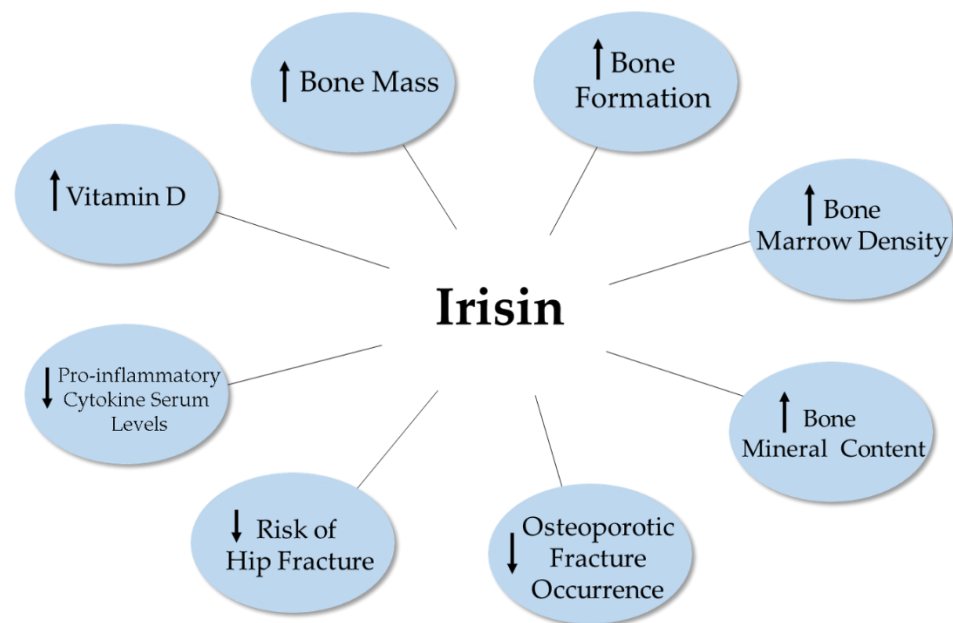 ↑ Bone Mass
↑ Bone
Formation
↑ Vitamin D
↑ Bone
Marrow Density
Irisin
↓ Pro-inflammatory
Cytokine Serum
Levels
↑ Bone
Mineral Content
↓ Risk of
Hip Fracture
↓ Osteoporotic
Fracture
Occurrence